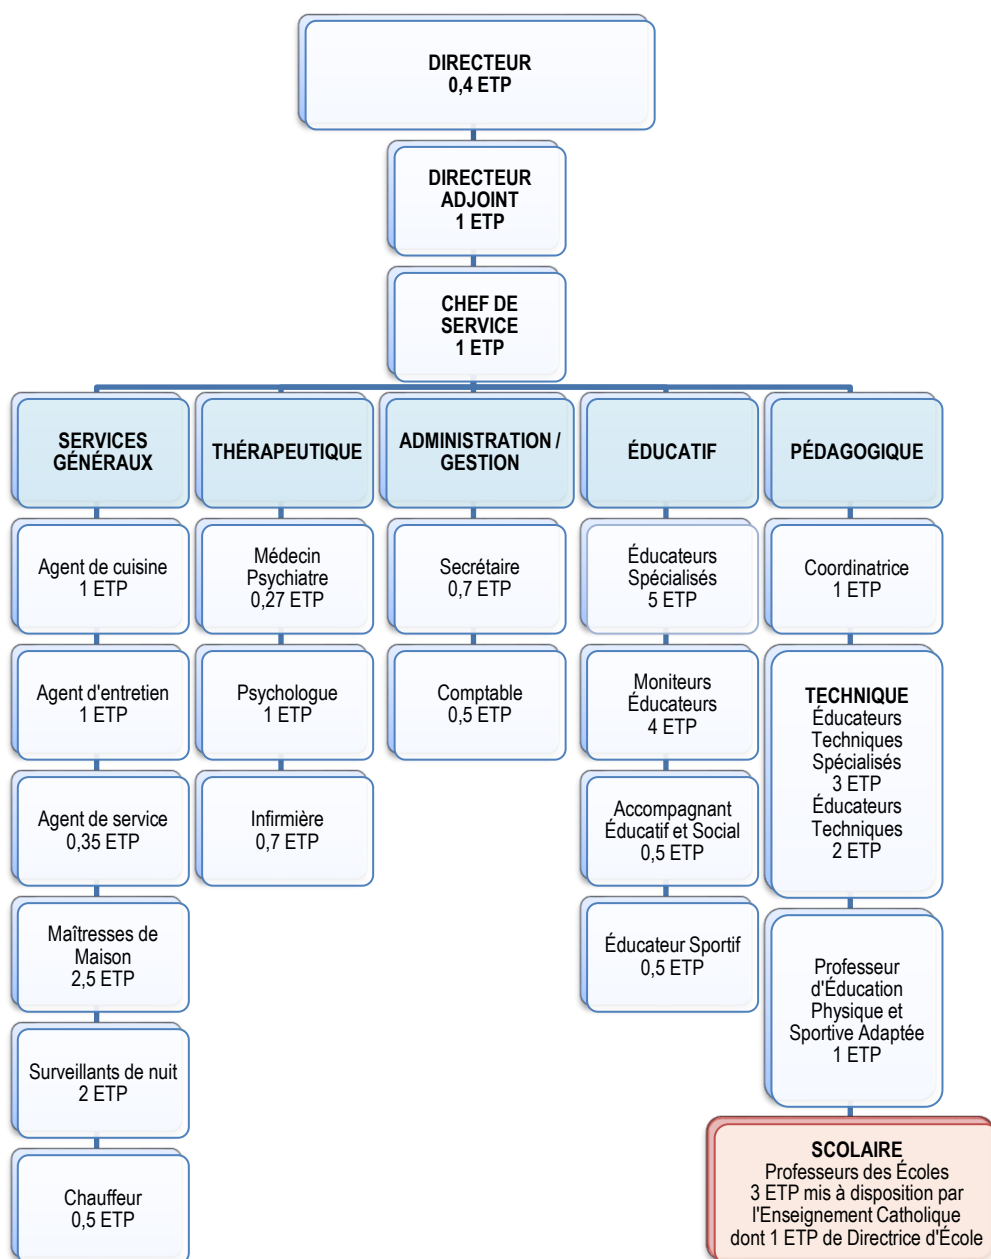 DIRECTEUR
0,4 ETP
DIRECTEUR
ADJOINT
1 ETP
CHEF DE
SERVICE
1 ETP
SERVICES
GÉNÉRAUX
Agent de cuisine
1 ETP
Agent d'entretien
1 ETP
Agent de service
0,35 ETP
Maîtresses de
Maison
2,5 ETP
Surveillants de nuit
2 ETP
Chauffeur
0,5 ETP
THÉRAPEUTIQUE
Médecin
Psychiatre
0,27 ETP
Psychologue
1 ETP
Infirmière
0,7 ETP
ADMINISTRATION /
GESTION
Secrétaire
0,7 ETP
Comptable
0,5 ETP
ÉDUCATIF
Éducateurs
Spécialisés
5 ETP
Moniteurs
Éducateurs
4 ETP
Accompagnant
Éducatif et Social
0,5 ETP
Éducateur Sportif
0,5 ETP
PÉDAGOGIQUE
Coordinatrice
1 ETP
TECHNIQUE
Éducateurs
Techniques
Spécialisés
3 ETP
Éducateurs
Techniques
2 ETP
Professeur
d'Éducation
Physique et
Sportive Adaptée
1 ETP
SCOLAIRE
Professeurs des Écoles
3 ETP mis à disposition par
l'Enseignement Catholique
dont 1 ETP de Directrice d'École